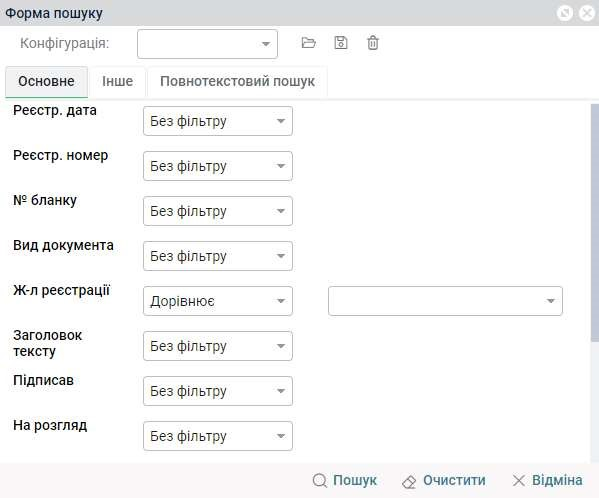 Форма пошуку
Конфігурація:
Основне Інше Повнотекстовий пошук
Реєстр. дата Без фільтру
Реєстр. номер Без фільтру
№ бланку Без фільтру
Вид документа Без фільтру
Ж-л реєстрації Дорівнює
Заголовок
тексту Без фільтру
Підписав Без фільтру
На розгляд Без фільтру
Пошук Очистити Відміна